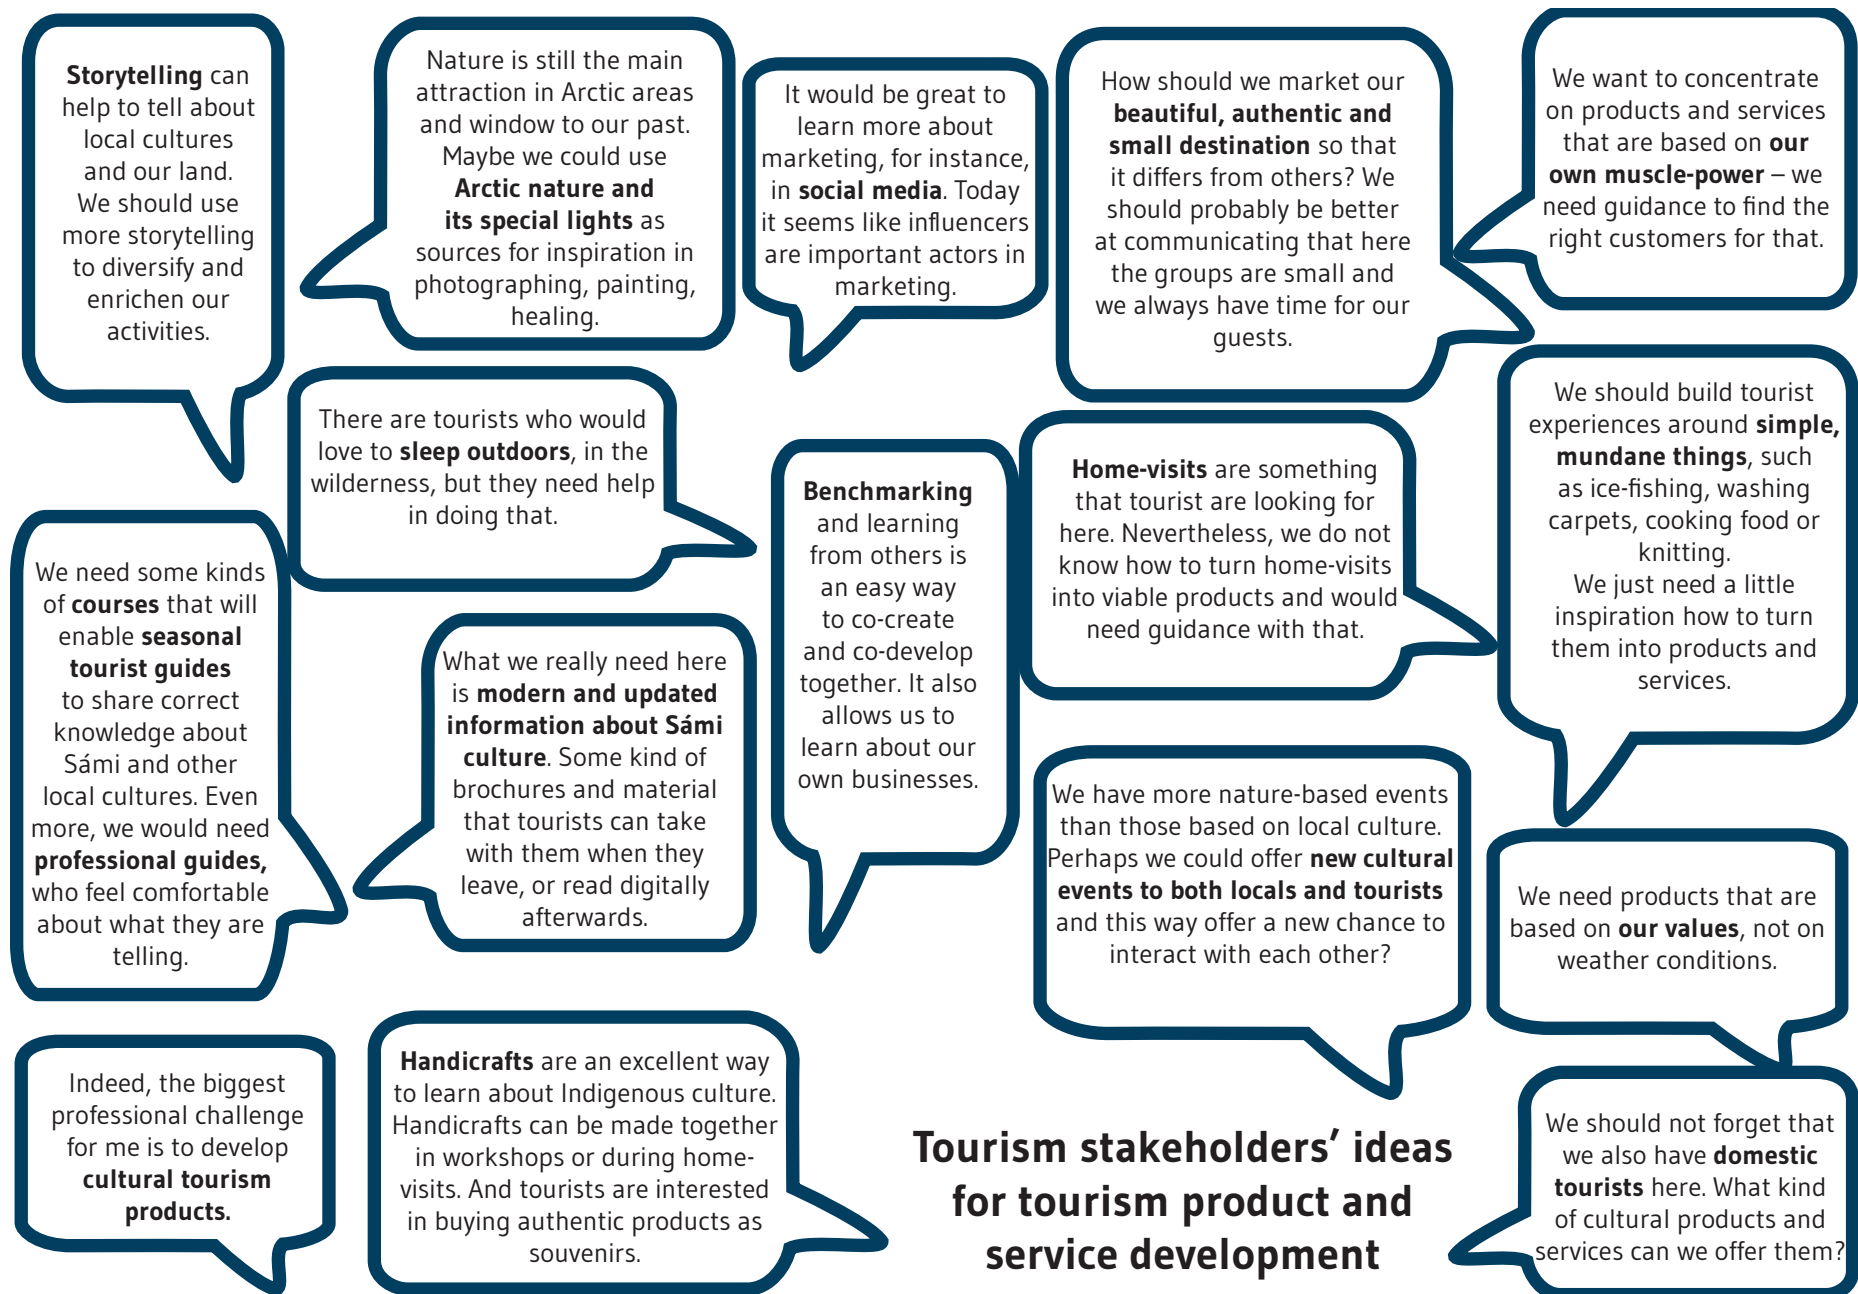 Storytelling can
help to tell about
local cultures
and our land.
We should use
more storytelling
to diversify and
enrichen our
activities.
Nature is still the main
attraction in Arctic areas
and window to our past.
Maybe we could use
Arctic nature and
its special lights as
sources for inspiration in
photographing, painting,
healing.
It would be great to
learn more about
marketing, for instance,
in social media. Today
it seems like influencers
are important actors in
marketing.
How should we market our
beautiful, authentic and
small destination so that
it differs from others? We
should probably be better
at communicating that here
the groups are small and
we always have time for our
guests.
We want to concentrate
on products and services
that are based on our
own muscle-power – we
need guidance to find the
right customers for that.
There are tourists who would
love to sleep outdoors, in the
wilderness, but they need help
in doing that.
Benchmarking
and learning
from others is
an easy way
to co-create
and co-develop
together. It also
allows us to
learn about our
own businesses.
Home-visits are something
that tourist are looking for
here. Nevertheless, we do not
know how to turn home-visits
into viable products and would
need guidance with that.
We should build tourist
experiences around simple,
mundane things, such
as ice-fishing, washing
carpets, cooking food or
knitting.
We just need a little
inspiration how to turn
them into products and
services.
We need some kinds
of courses that will
enable seasonal
tourist guides
to share correct
knowledge about
Sámi and other
local cultures. Even
more, we would need
professional guides,
who feel comfortable
about what they are
telling.
What we really need here
is modern and updated
information about Sámi
culture. Some kind of
brochures and material
that tourists can take
with them when they
leave, or read digitally
afterwards.
We have more nature-based events
than those based on local culture.
Perhaps we could offer new cultural
events to both locals and tourists
and this way offer a new chance to
interact with each other?
We need products that are
based on our values, not on
weather conditions.
Indeed, the biggest
professional challenge
for me is to develop
cultural tourism
products.
Handicrafts are an excellent way
to learn about Indigenous culture.
Handicrafts can be made together
in workshops or during home-
visits. And tourists are interested
in buying authentic products as
souvenirs.
Tourism stakeholders’ ideas
for tourism product and
service development
We should not forget that
we also have domestic
tourists here. What kind
of cultural products and
services can we offer them?